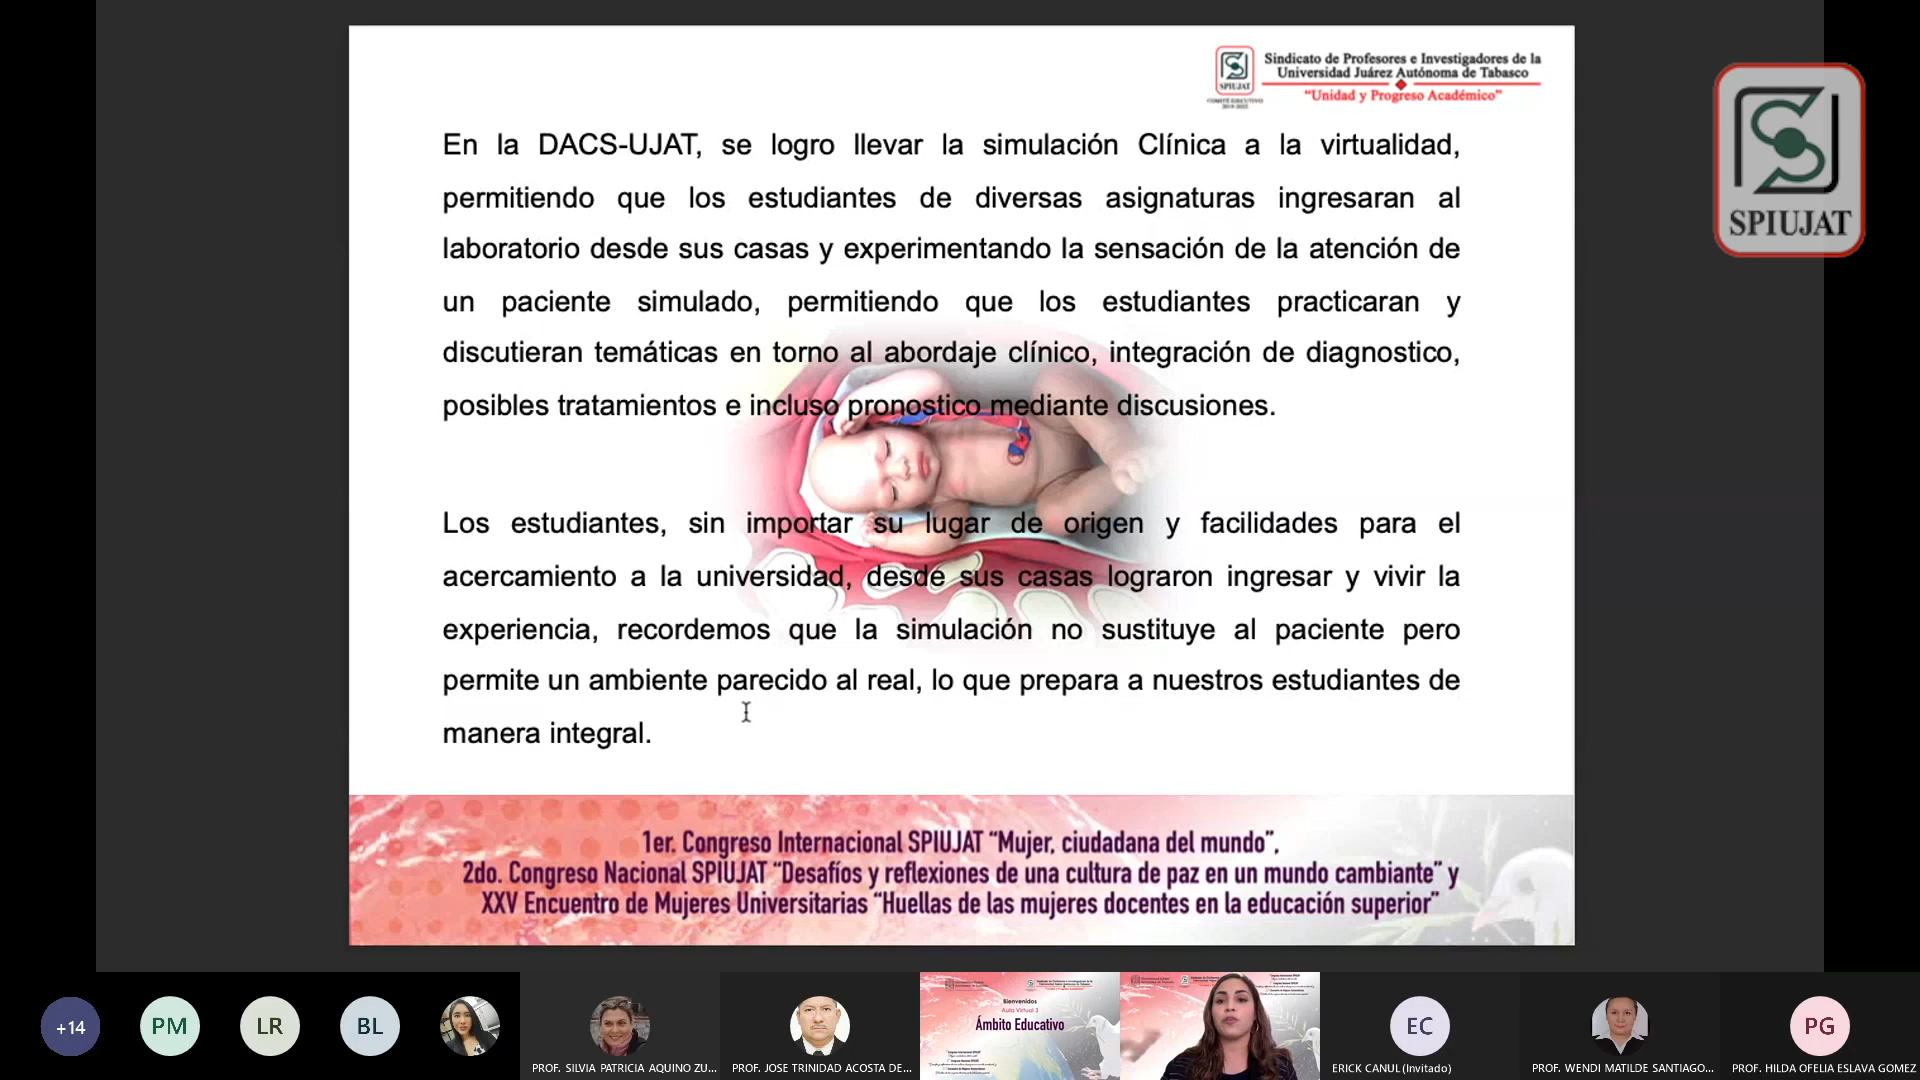 SPIUJAT
COMITÉ EJECUTIVO
2019-2022
Sindicato de Profesores e Investigadores de la
Universidad Juárez Autónoma de Tabasco
“Unidad y Progreso Académico”
SPIUJAT
En la DACS-UJAT, se logro llevar la simulación Clínica a la virtualidad,
permitiendo que los estudiantes de diversas asignaturas ingresaran al
laboratorio desde sus casas y experimentando la sensación de la atención de
un paciente simulado, permitiendo que los estudiantes practicaran y
discutieran temáticas en torno al abordaje clínico, integración de diagnostico,
posibles tratamientos e incluso pronostico mediante discusiones.
Los estudiantes, sin importar su lugar de origen y facilidades para el
acercamiento a la universidad, desde sus casas lograron ingresar y vivir la
experiencia, recordemos que la simulación no sustituye al paciente pero
permite un ambiente parecido al real, lo que prepara a nuestros estudiantes de
manera integral.
1er. Congreso Internacional SPIUJAT “Mujer, ciudadana del mundo”,
2do. Congreso Nacional SPIUJAT “Desafíos y reflexiones de una cultura de paz en un mundo cambiante” y
XXV Encuentro de Mujeres Universitarias “Huellas de las mujeres docentes en la educación superior”
+14
PM
LR
BL
PROF. SILVIA PATRICIA AQUINO ZU...
PROF. JOSE TRINIDAD ACOSTA DE...
Bienvenidos
Aula Virtual 3
Ámbito Educativo
EC
ERICK CANUL (Invitado)
PROF. WENDI MATILDE SANTIAGO...
PG
PROF. HILDA OFELIA ESLAVA GOMEZ